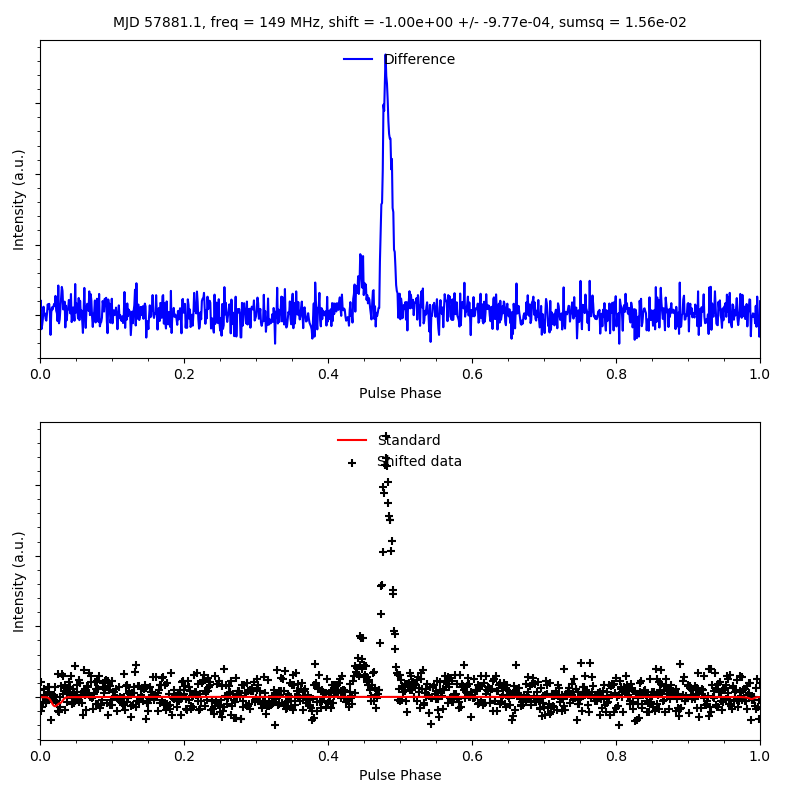 MJD 57881.1, freq = 149 MHz, shift = -1.00e+00 +/- -9.77e-04, sumsq = 1.56e-02
Difference
Intensity (a.u.)
0.0 0.2 0.4 0.6 0.8 1.0
Pulse Phase
Standard
Shifted data
Intensity (a.u.)
0.0 0.2 0.4 0.6 0.8 1.0
Pulse Phase